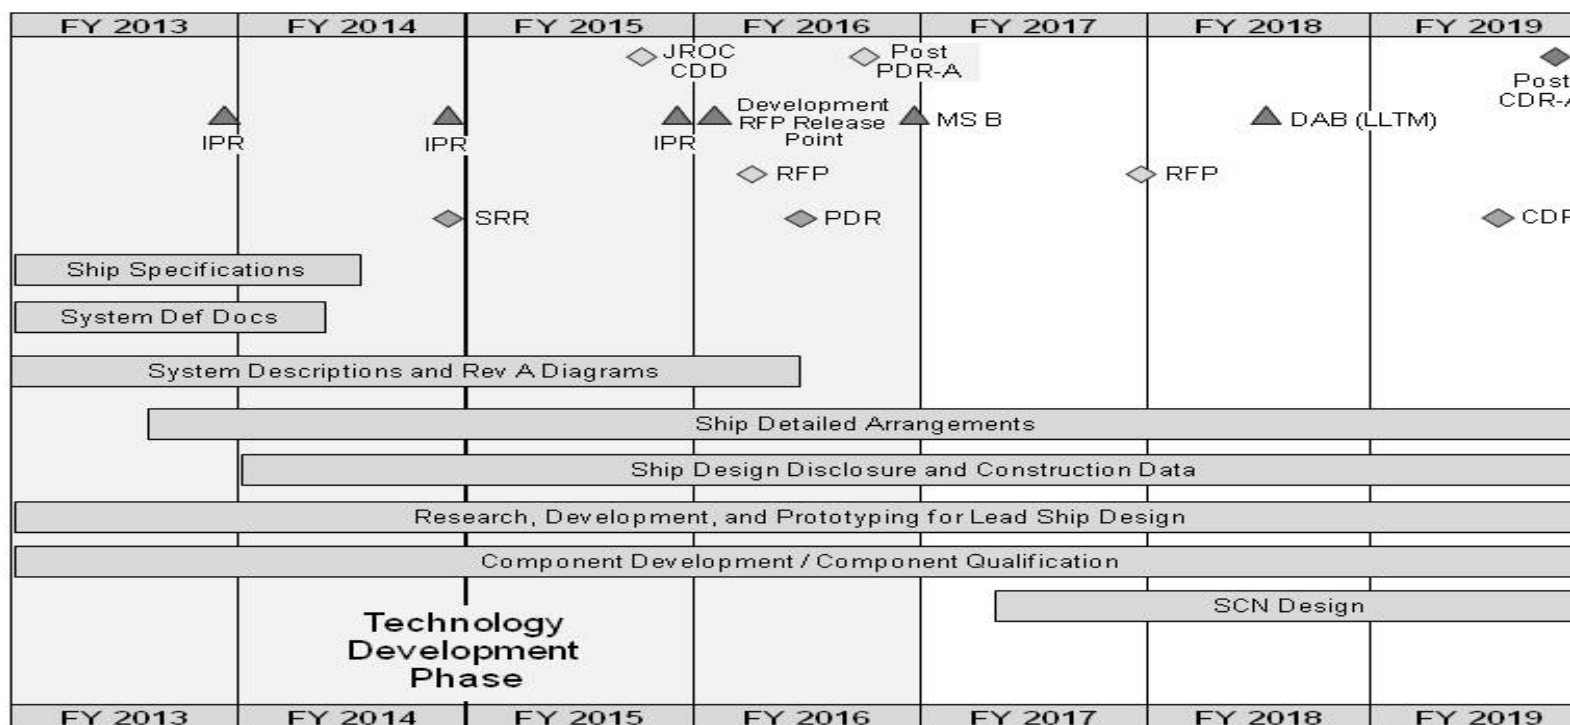 FY 2013 FY 2014 FY 2015 FY 2016 FY 2017 FY 2018 FY 2019
JROC
CDD
Post
PDR-A
Post
CDR-A
IPR
IPR
IPR
Development
RFP Release
Point
MS B
DAB (LLTM)
RFP
RFP
SRR
PDR
CDR
Ship Specifications
System Def Docs
System Descriptions and Rev A Diagrams
Ship Detailed Arrangements
Ship Design Disclosure and Construction Data
Research, Development, and Prototyping for Lead Ship Design
Component Development / Component Qualification
SCN Design
Technology
Development
Phase
FY 2013 FY 2014 FY 2015 FY 2016 FY 2017 FY 2018 FY 2019